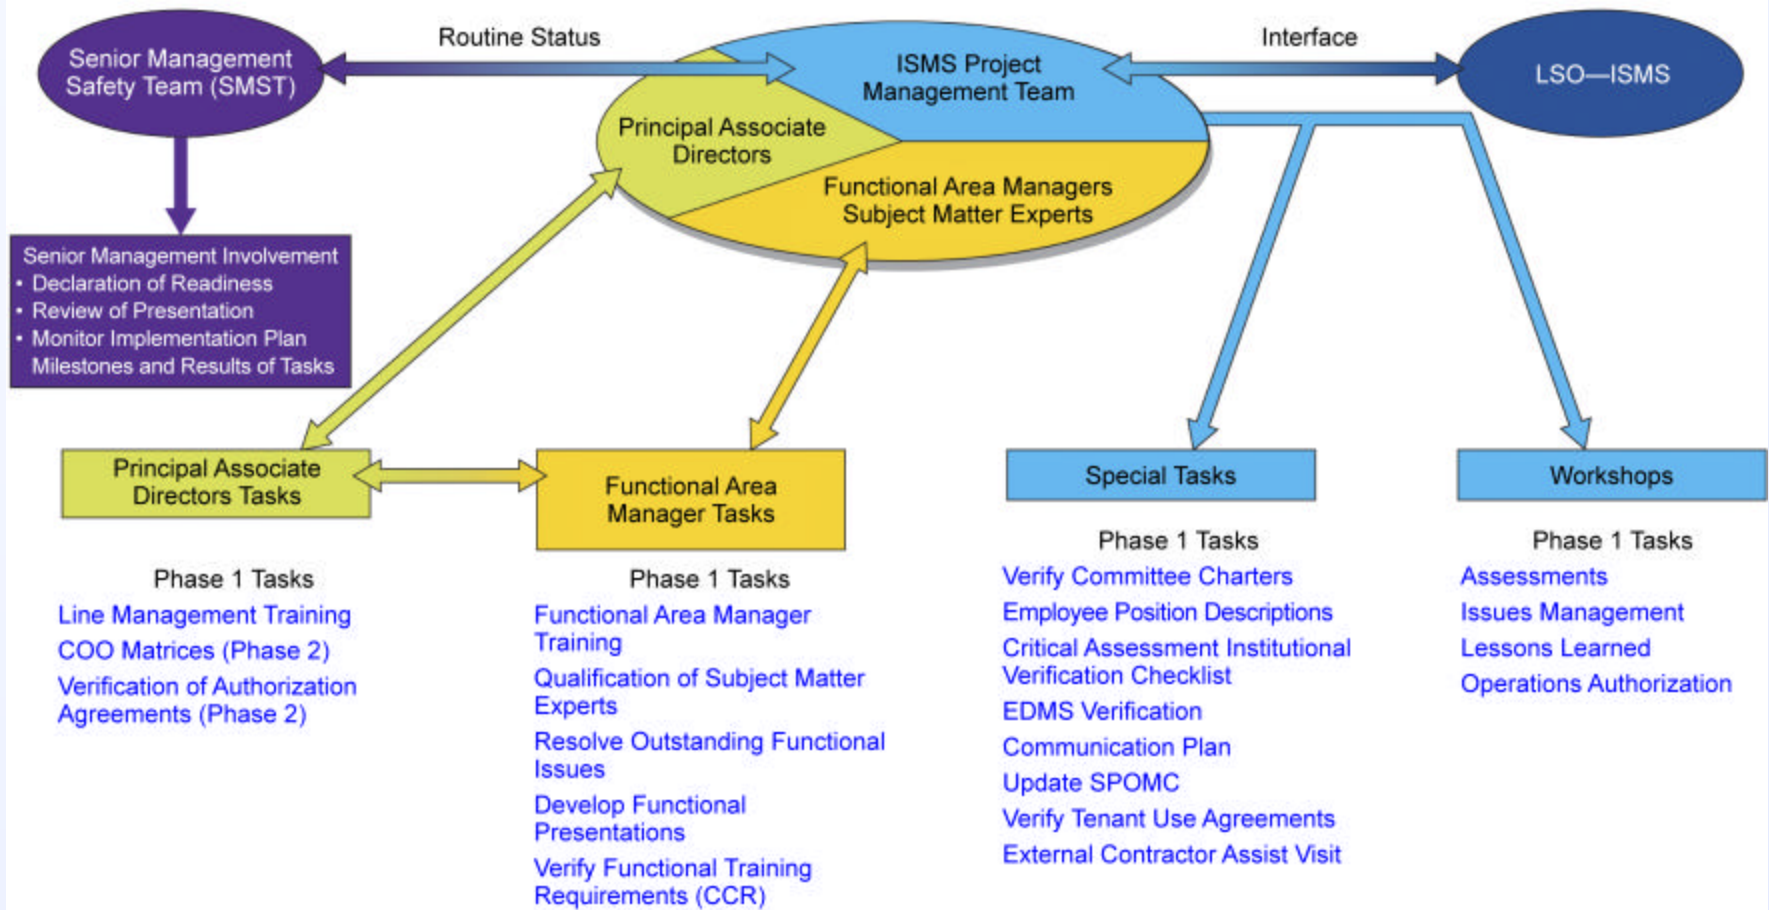 Senior Management
Safety Team (SMST)
Routine Status
ISMS Project
Management Team
Interface
LSO—ISMS
Principal Associate
Directors
Functional Area Managers
Subject Matter Experts
Senior Management Involvement
• Declaration of Readiness
• Review of Presentation
• Monitor Implementation Plan
Milestones and Results of Tasks
Principal Associate
Directors Tasks
Phase 1 Tasks
Line Management Training
COO Matrices (Phase 2)
Verification of Authorization
Agreements (Phase 2)
Functional Area
Manager Tasks
Phase 1 Tasks
Functional Area Manager
Training
Qualification of Subject Matter
Experts
Resolve Outstanding Functional
Issues
Develop Functional
Presentations
Verify Functional Training
Requirements (CCR)
Special Tasks
Phase 1 Tasks
Verify Committee Charters
Employee Position Descriptions
Critical Assessment Institutional
Verification Checklist
EDMS Verification
Communication Plan
Update SPOMC
Verify Tenant Use Agreements
External Contractor Assist Visit
Workshops
Phase 1 Tasks
Assessments
Issues Management
Lessons Learned
Operations Authorization